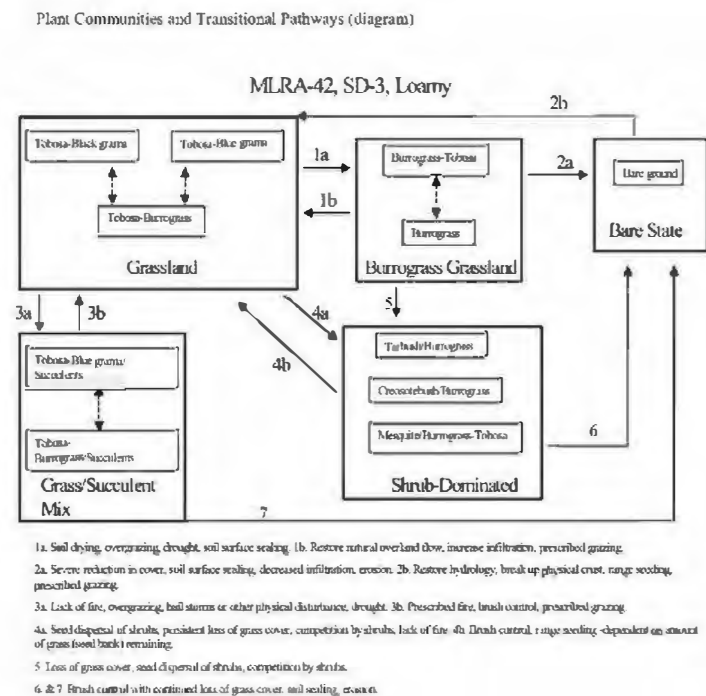 Plant Communities and Transitional Pathways (diagram)
MLRA-42, SD-3, Loamy
2b
Tobosa-Black grama
Tobosa-Blue grama
1a
Burrograss-Tobosa
2a
Bare ground
Tobosa-Burrograss
1b
Burrograss
Bare State
Grassland
Burrograss Grassland
3a
3b
4a
5
Tobosa-Blue grama/
Succulents
4b
Tarbush/Burrograss
Creosotebush/Burrograss
Tobosa-
Burrograss/Succulents
Mesquite/Burrograss-Tobosa
6
Grass/Succulent
Mix
Shrub-Dominated
7
1a. Soil drying, overgrazing, drought, soil surface sealing. 1b. Restore natural overland flow, increase infiltration, prescribed grazing.
2a. Severe reduction in cover, soil surface sealing, decreased infiltration, erosion. 2b. Restore hydrology, break up physical crust, range seeding,
prescribed grazing.
3a. Lack of fire, overgrazing, hail storms or other physical disturbance, drought. 3b. Prescribed fire, brush control, prescribed grazing.
4a. Seed dispersal of shrubs, persistent loss of grass cover, competition by shrubs, lack of fire. 4b. Brush control, range seeding -dependent on amount
of grass (seed bank) remaining.
5. Loss of grass cover, seed dispersal of shrubs, competition by shrubs.
6. & 7. Brush control with continued loss of grass cover, soil sealing, erosion.